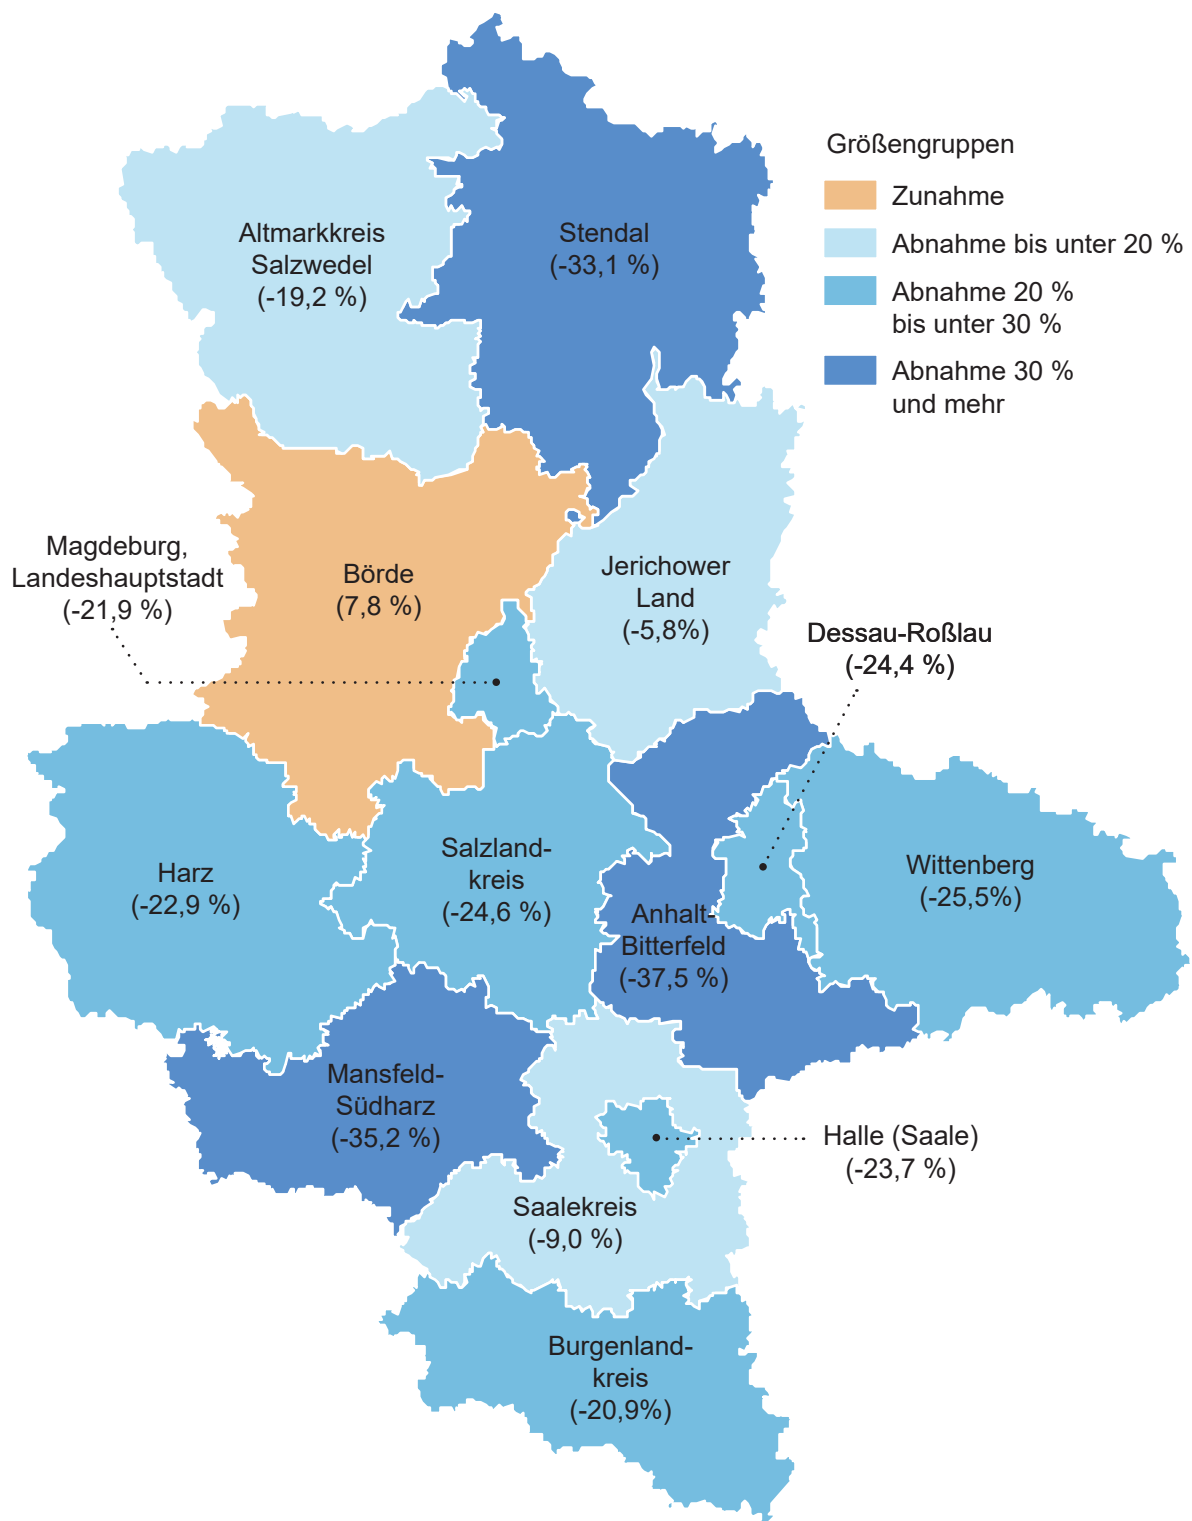 Größengruppen
Zunahme
Abnahme bis unter 20 %
Abnahme 20 %
bis unter 30 %
Abnahme 30 %
und mehr
Altmarkkreis
Salzwedel
(-19,2 %)
Stendal
(-33,1 %)
Magdeburg,
Landeshauptstadt
(-21,9 %)
Börde
(7,8 %)
Jerichower
Land
(-5,8%)
Dessau-Roßlau
(-24,4 %)
Harz
(-22,9 %)
Salzland-
kreis
(-24,6 %)
Anhalt-
Bitterfeld
(-37,5 %)
Wittenberg
(-25,5%)
Mansfeld-
Südharz
(-35,2 %)
Halle (Saale)
(-23,7 %)
Saalekreis
(-9,0 %)
Burgenland-
kreis
(-20,9%)